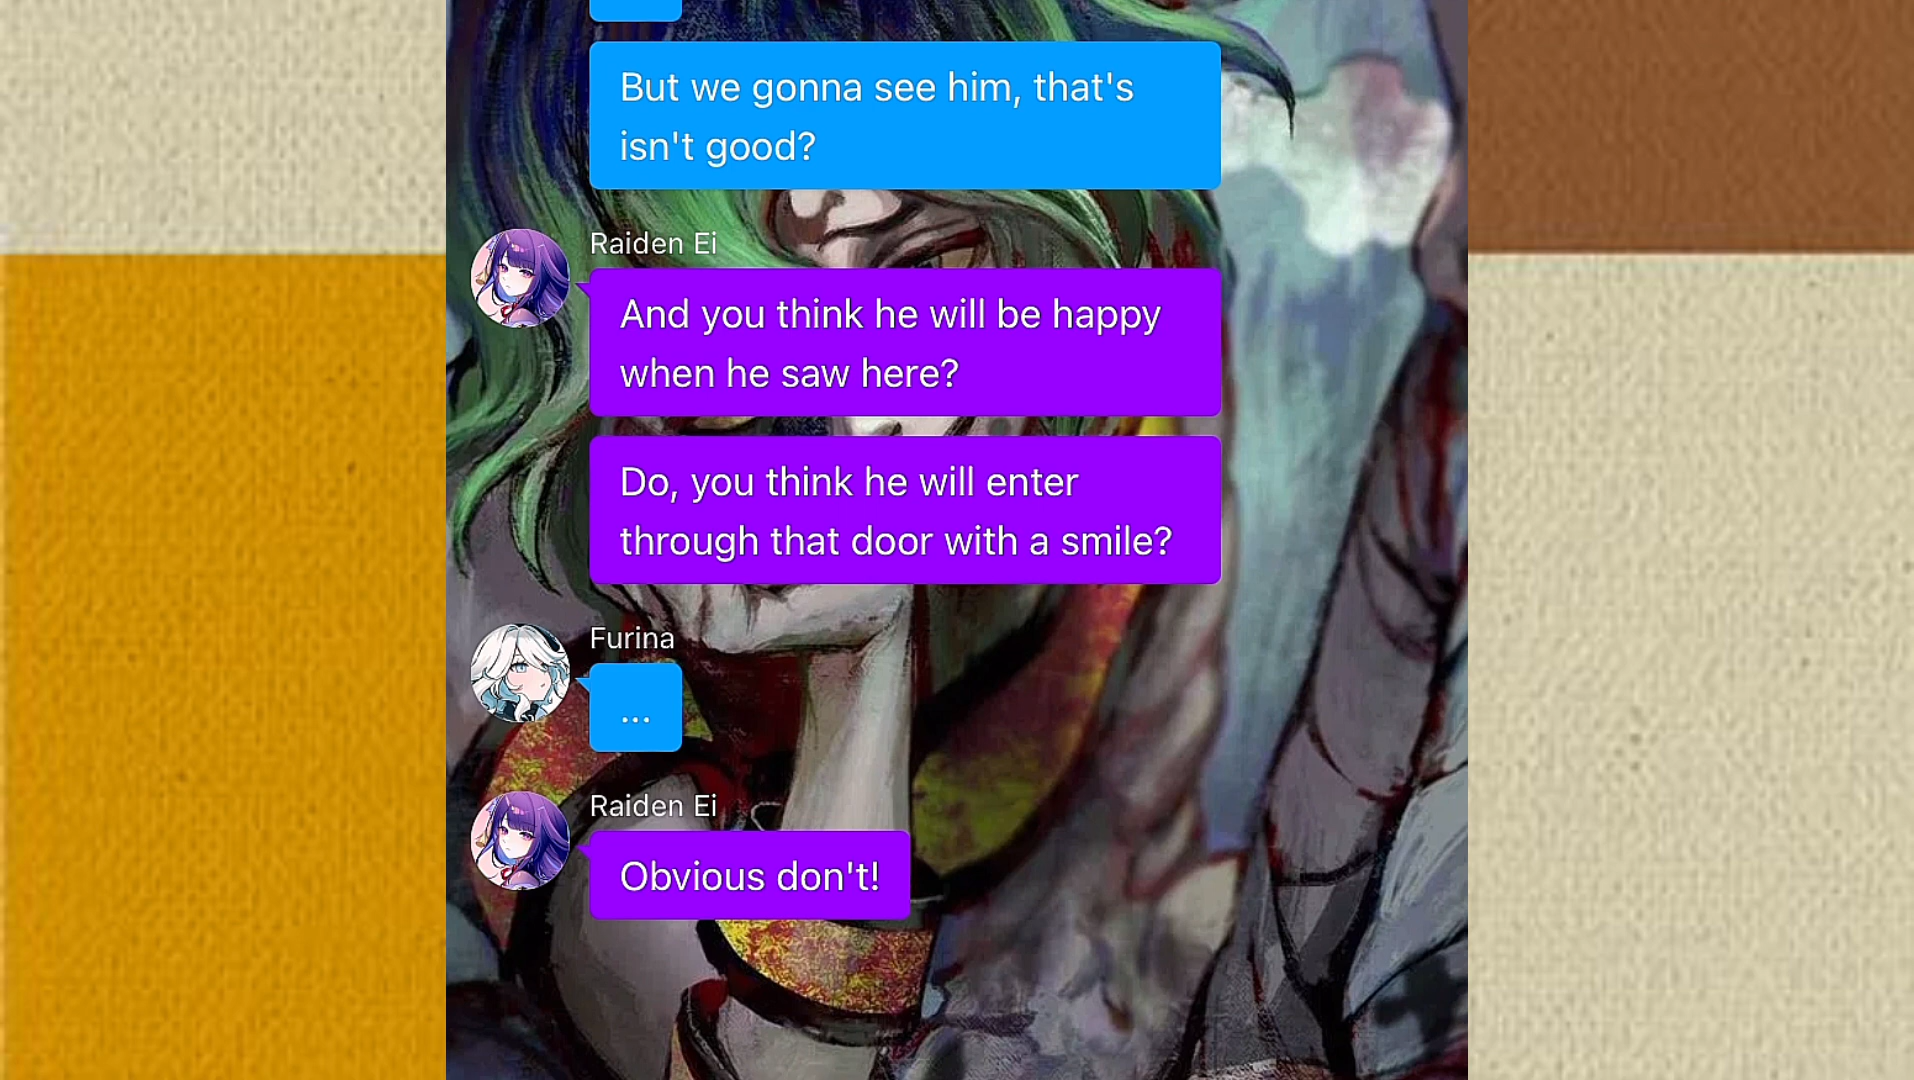 But we gonna see him, that's
isn't good?
Raiden Ei
And you think he will be happy
when he saw here?
Do, you think he will enter
through that door with a smile?
Furina
...
Raiden Ei
Obvious don't!